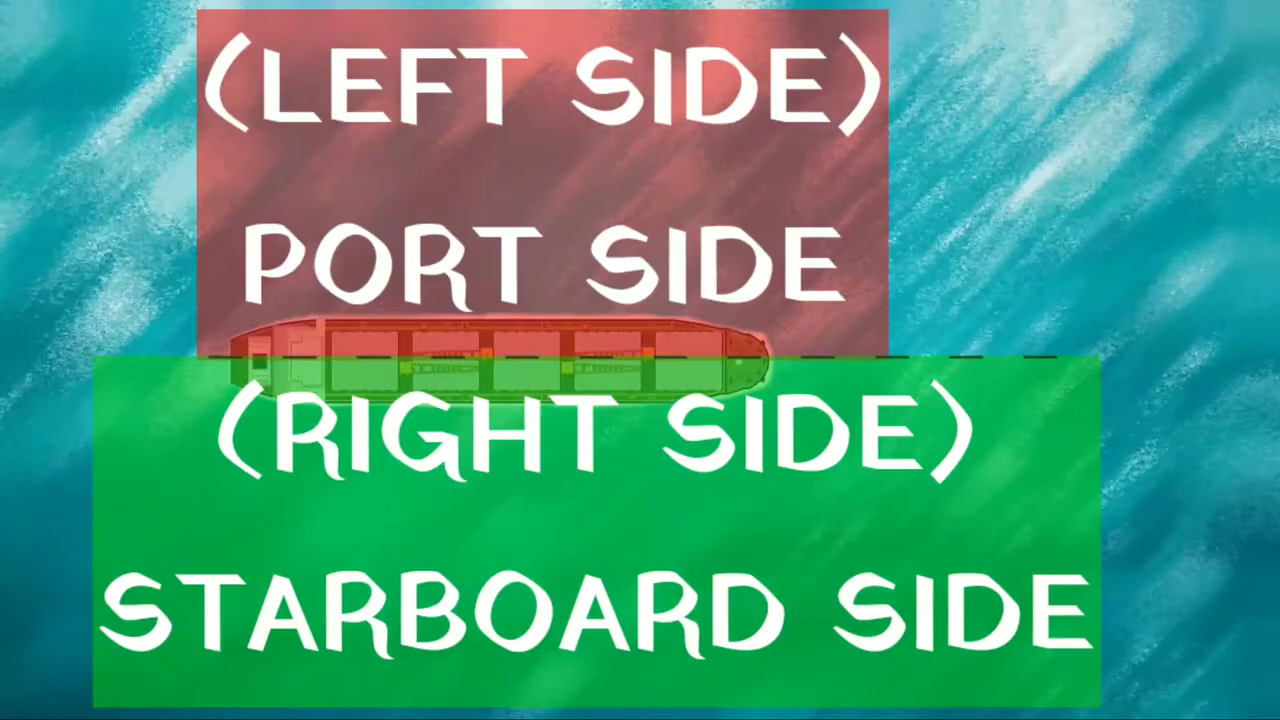 (LEFT SIDE)
PORT SIDE
(RIGHT SIDE)
STARBOARD SIDE